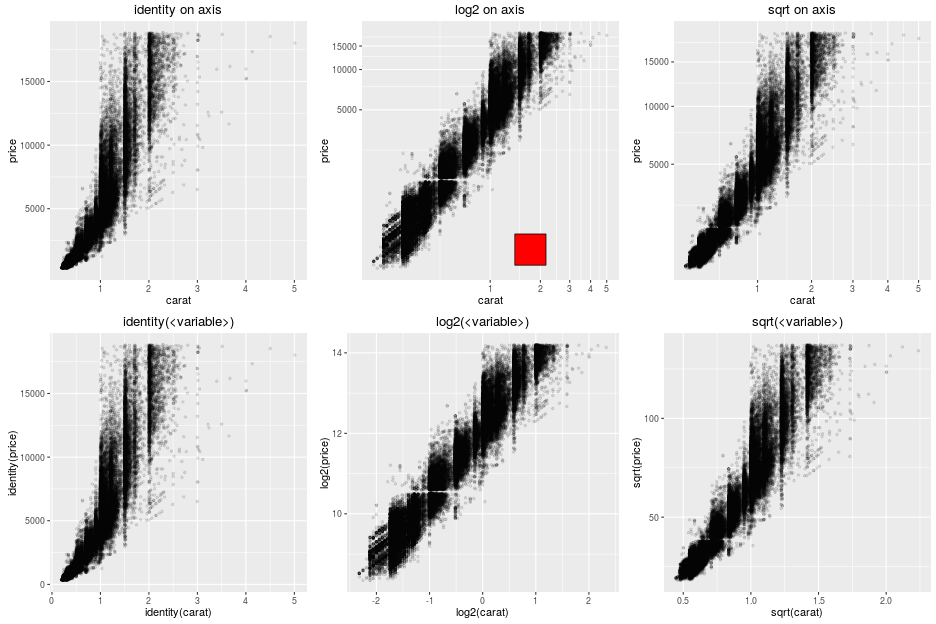 identity on axis
15000
10000
5000
price
1 2 3 4 5
carat
log2 on axis
15000
10000
5000
price
1 2 3 4 5
carat
sqrt on axis
15000
10000
5000
price
1 2 3 4 5
carat
identity(<variable>)
15000
10000
5000
0
identity(price)
0 1 2 3 4 5
identity(carat)
log2(<variable>)
14
12
10
log2(price)
-2 -1 0 1 2
log2(carat)
sqrt(<variable>)
100
50
sqrt(price)
0.5 1.0 1.5 2.0
sqrt(carat)